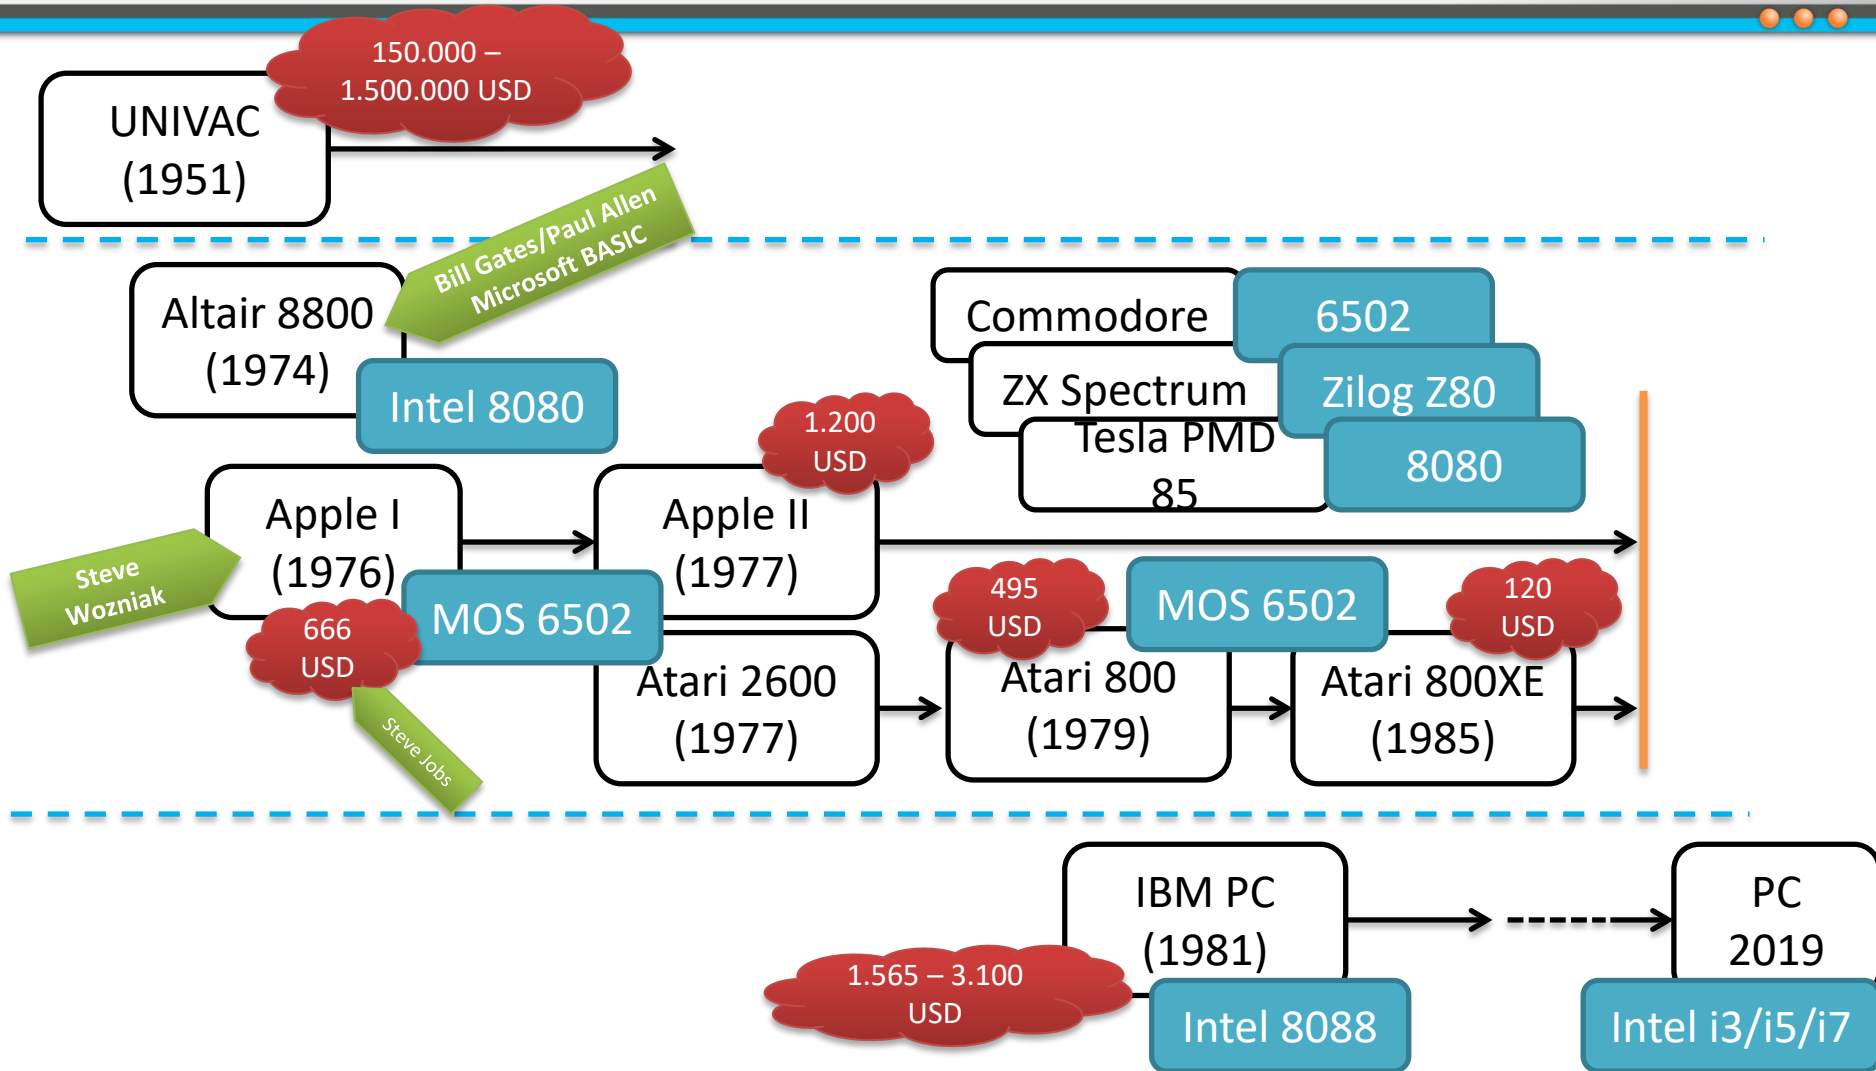 150.000 –
1.500.000 USD
UNIVAC
(1951)
Bill Gates/Paul Allen
Microsoft BASIC
Altair 8800
(1974)
Intel 8080
Commodore
6502
ZX Spectrum
Zilog Z80
Tesla PMD
85
8080
1.200
USD
Apple I
(1976)
Apple II
(1977)
Steve
Wozniak
MOS 6502
666
USD
Steve Jobs
495
USD
MOS 6502
120
USD
Atari 2600
(1977)
Atari 800
(1979)
Atari 800XE
(1985)
IBM PC
(1981)
PC
2019
1.565 – 3.100
USD
Intel 8088
Intel i3/i5/i7